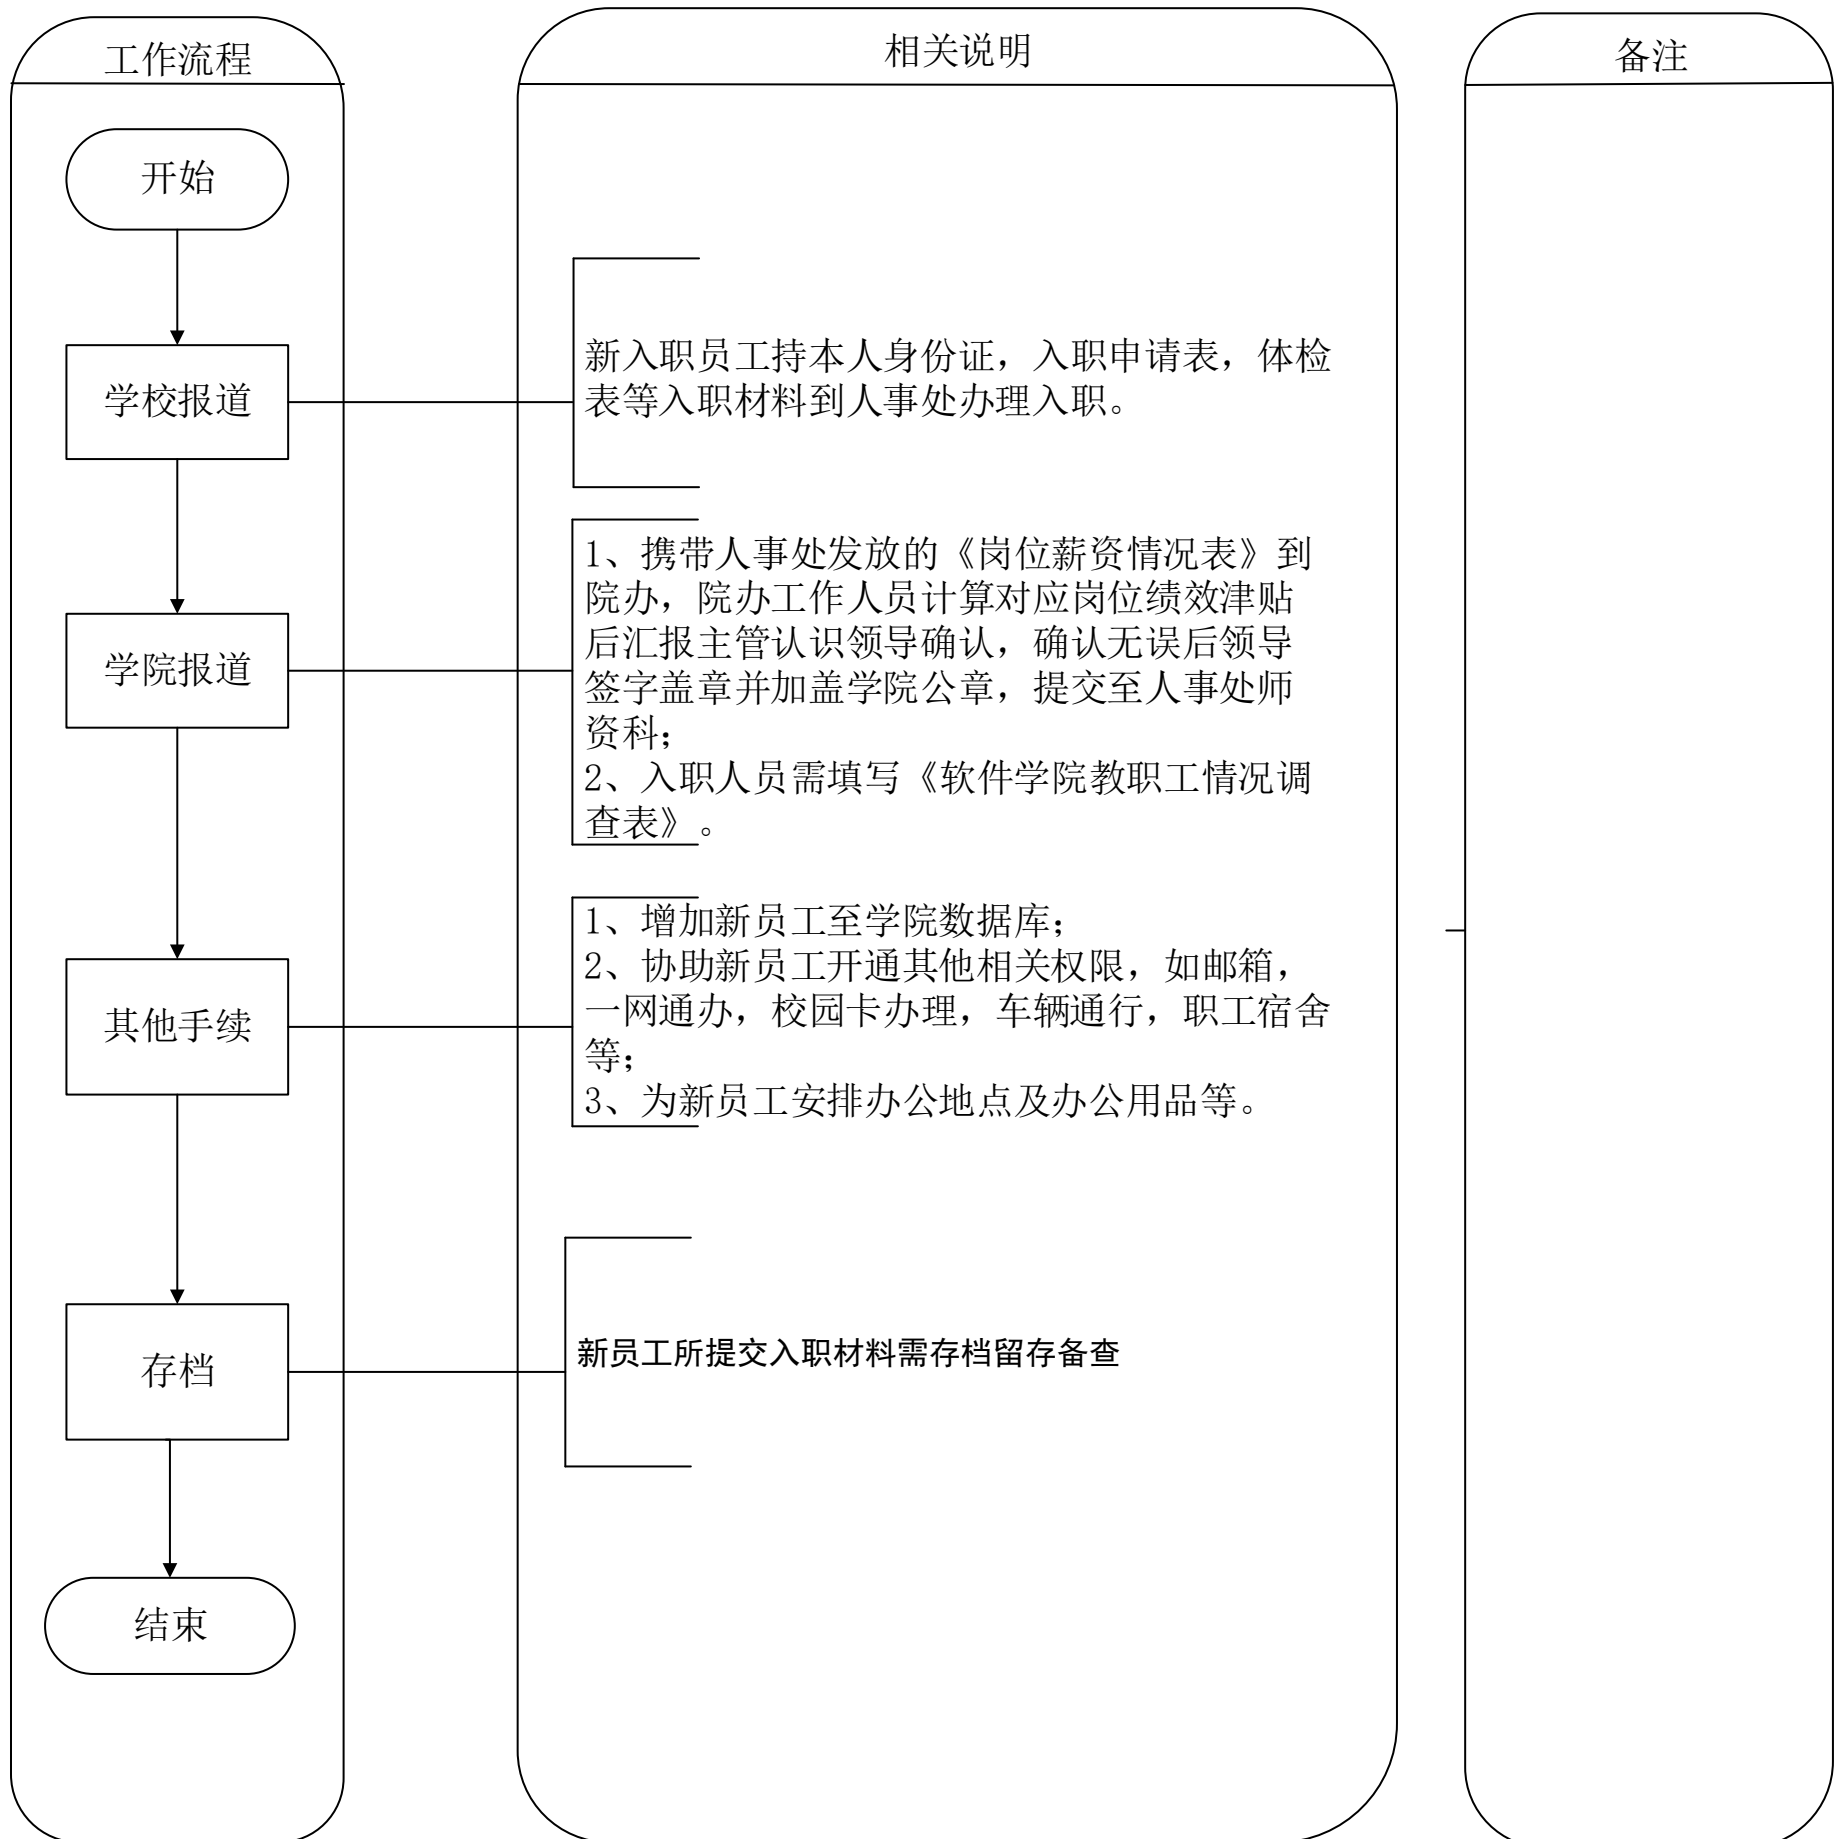 工作流程
相关说明
备注
开始
学校报道
新入职员工持本人身份证，入职申请表，体检
表等入职材料到人事处办理入职。
学院报道
1、携带人事处发放的《岗位薪资情况表》到
院办，院办工作人员计算对应岗位绩效津贴
后汇报主管认识领导确认，确认无误后领导
签字盖章并加盖学院公章，提交至人事处师
资科；
2、入职人员需填写《软件学院教职工情况调
查表》。
其他手续
1、增加新员工至学院数据库；
2、协助新员工开通其他相关权限，如邮箱，
一网通办，校园卡办理，车辆通行，职工宿舍
等；
3、为新员工安排办公地点及办公用品等。
存档
新员工所提交入职材料需存档留存备查
结束